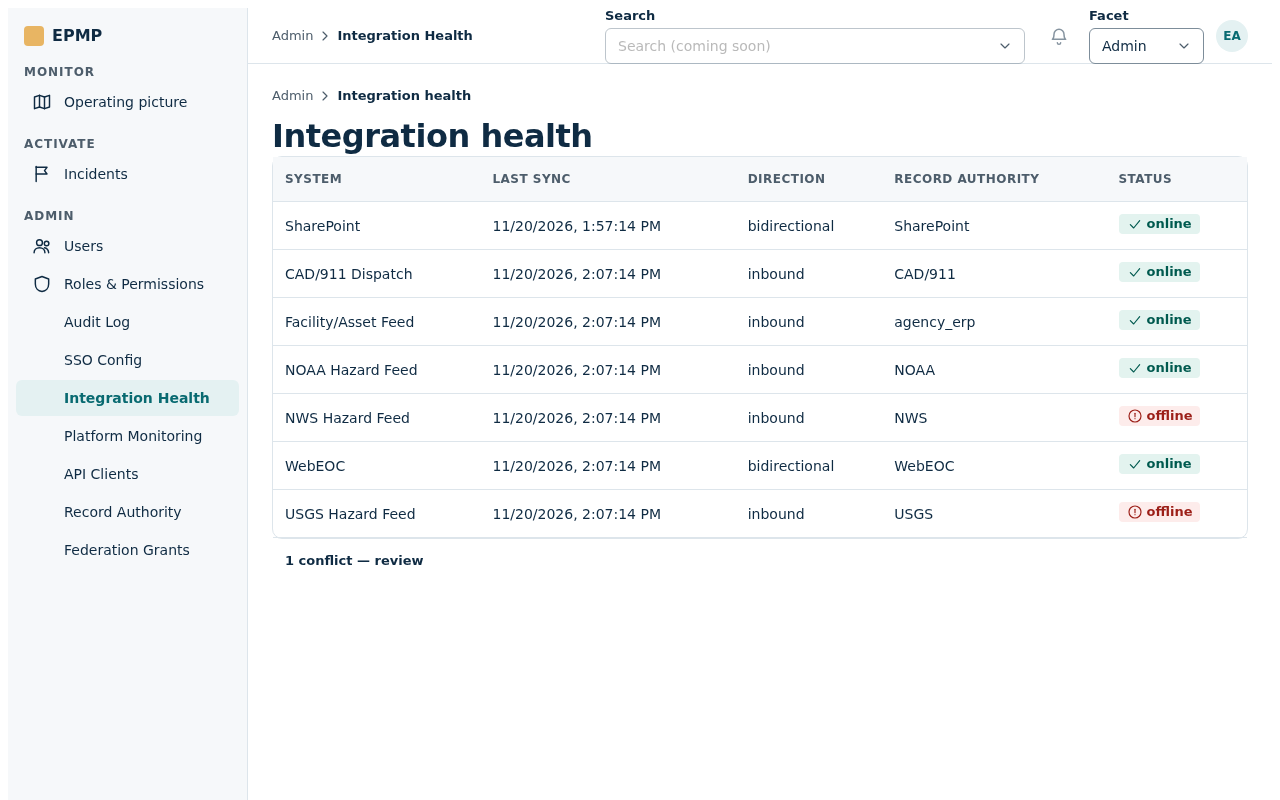 EPMP
MONITOR
Operating picture
ACTIVATE
Incidents
ADMIN
Users
Roles & Permissions
Audit Log
SSO Config
Integration Health
Platform Monitoring
API Clients
Record Authority
Federation Grants
Admin > Integration Health
Search
Search (coming soon)
Facet
Admin
EA
Admin > Integration health
Integration health
SYSTEM LAST SYNC DIRECTION RECORD AUTHORITY STATUS
SharePoint 11/20/2026, 1:57:14 PM bidirectional SharePoint online
CAD/911 Dispatch 11/20/2026, 2:07:14 PM inbound CAD/911 online
Facility/Asset Feed 11/20/2026, 2:07:14 PM inbound agency_erp online
NOAA Hazard Feed 11/20/2026, 2:07:14 PM inbound NOAA online
NWS Hazard Feed 11/20/2026, 2:07:14 PM inbound NWS offline
WebEOC 11/20/2026, 2:07:14 PM bidirectional WebEOC online
USGS Hazard Feed 11/20/2026, 2:07:14 PM inbound USGS offline
1 conflict — review